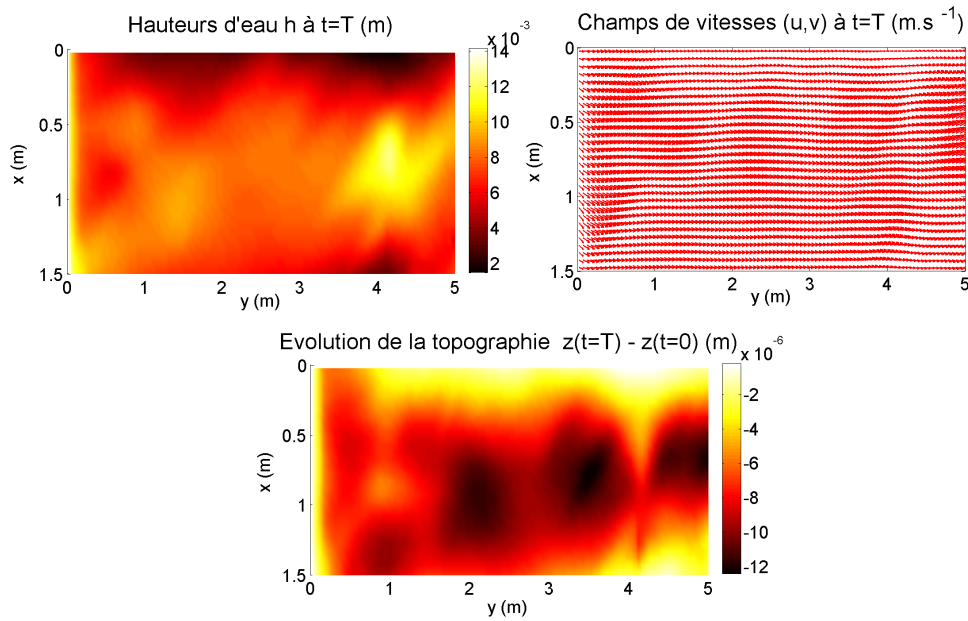 Hauteurs d'eau h à t=T (m)
x 10 -3
0
0.5
1
1.5
x (m)
0 1 2 3 4 5
y (m)
14
12
10
8
6
4
2
Champs de vitesses (u,v) à t=T (m.s -1)
0
0.5
1
1.5
x (m)
0 1 2 3 4 5
y (m)
Evolution de la topographie z(t=T) - z(t=0) (m)
x 10 -6
0
0.5
1
1.5
x (m)
0 1 2 3 4 5
y (m)
-2
-4
-6
-8
-10
-12